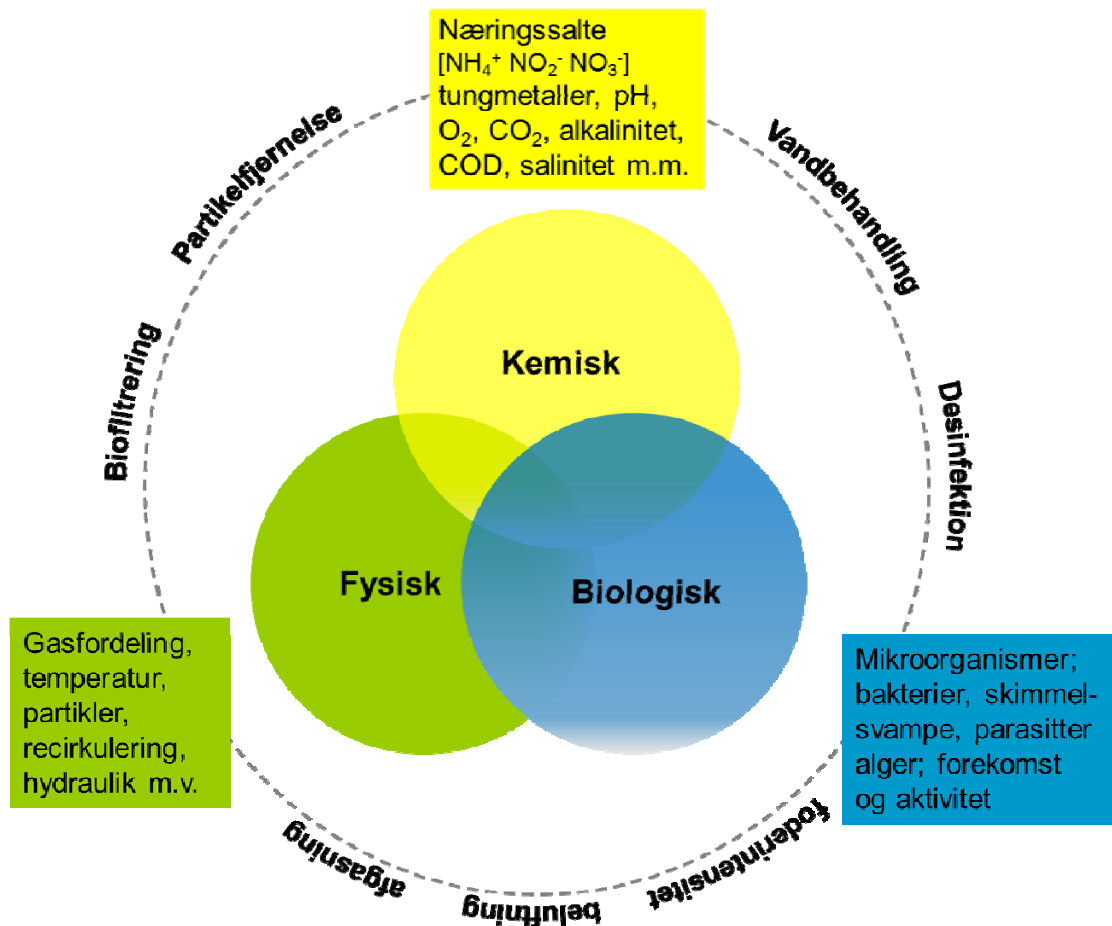 Næringssalte
[NH₄⁺ NO₂⁻ NO₃⁻]
tungmetaller, pH,
O₂, CO₂, alkalinitet,
COD, salinitet m.m.
Partikelfjernelse
Vandbehandling
Biofiltrering
Desinfektion
Kemisk
Fysisk
Biologisk
Gasfordeling,
temperatur,
partikler,
recirkulering,
hydraulik m.v.
Mikroorganismer;
bakterier, skimmel-
svampe, parasitter
alger; forekomst
og aktivitet
afgasning
beluftning
foderintensitet